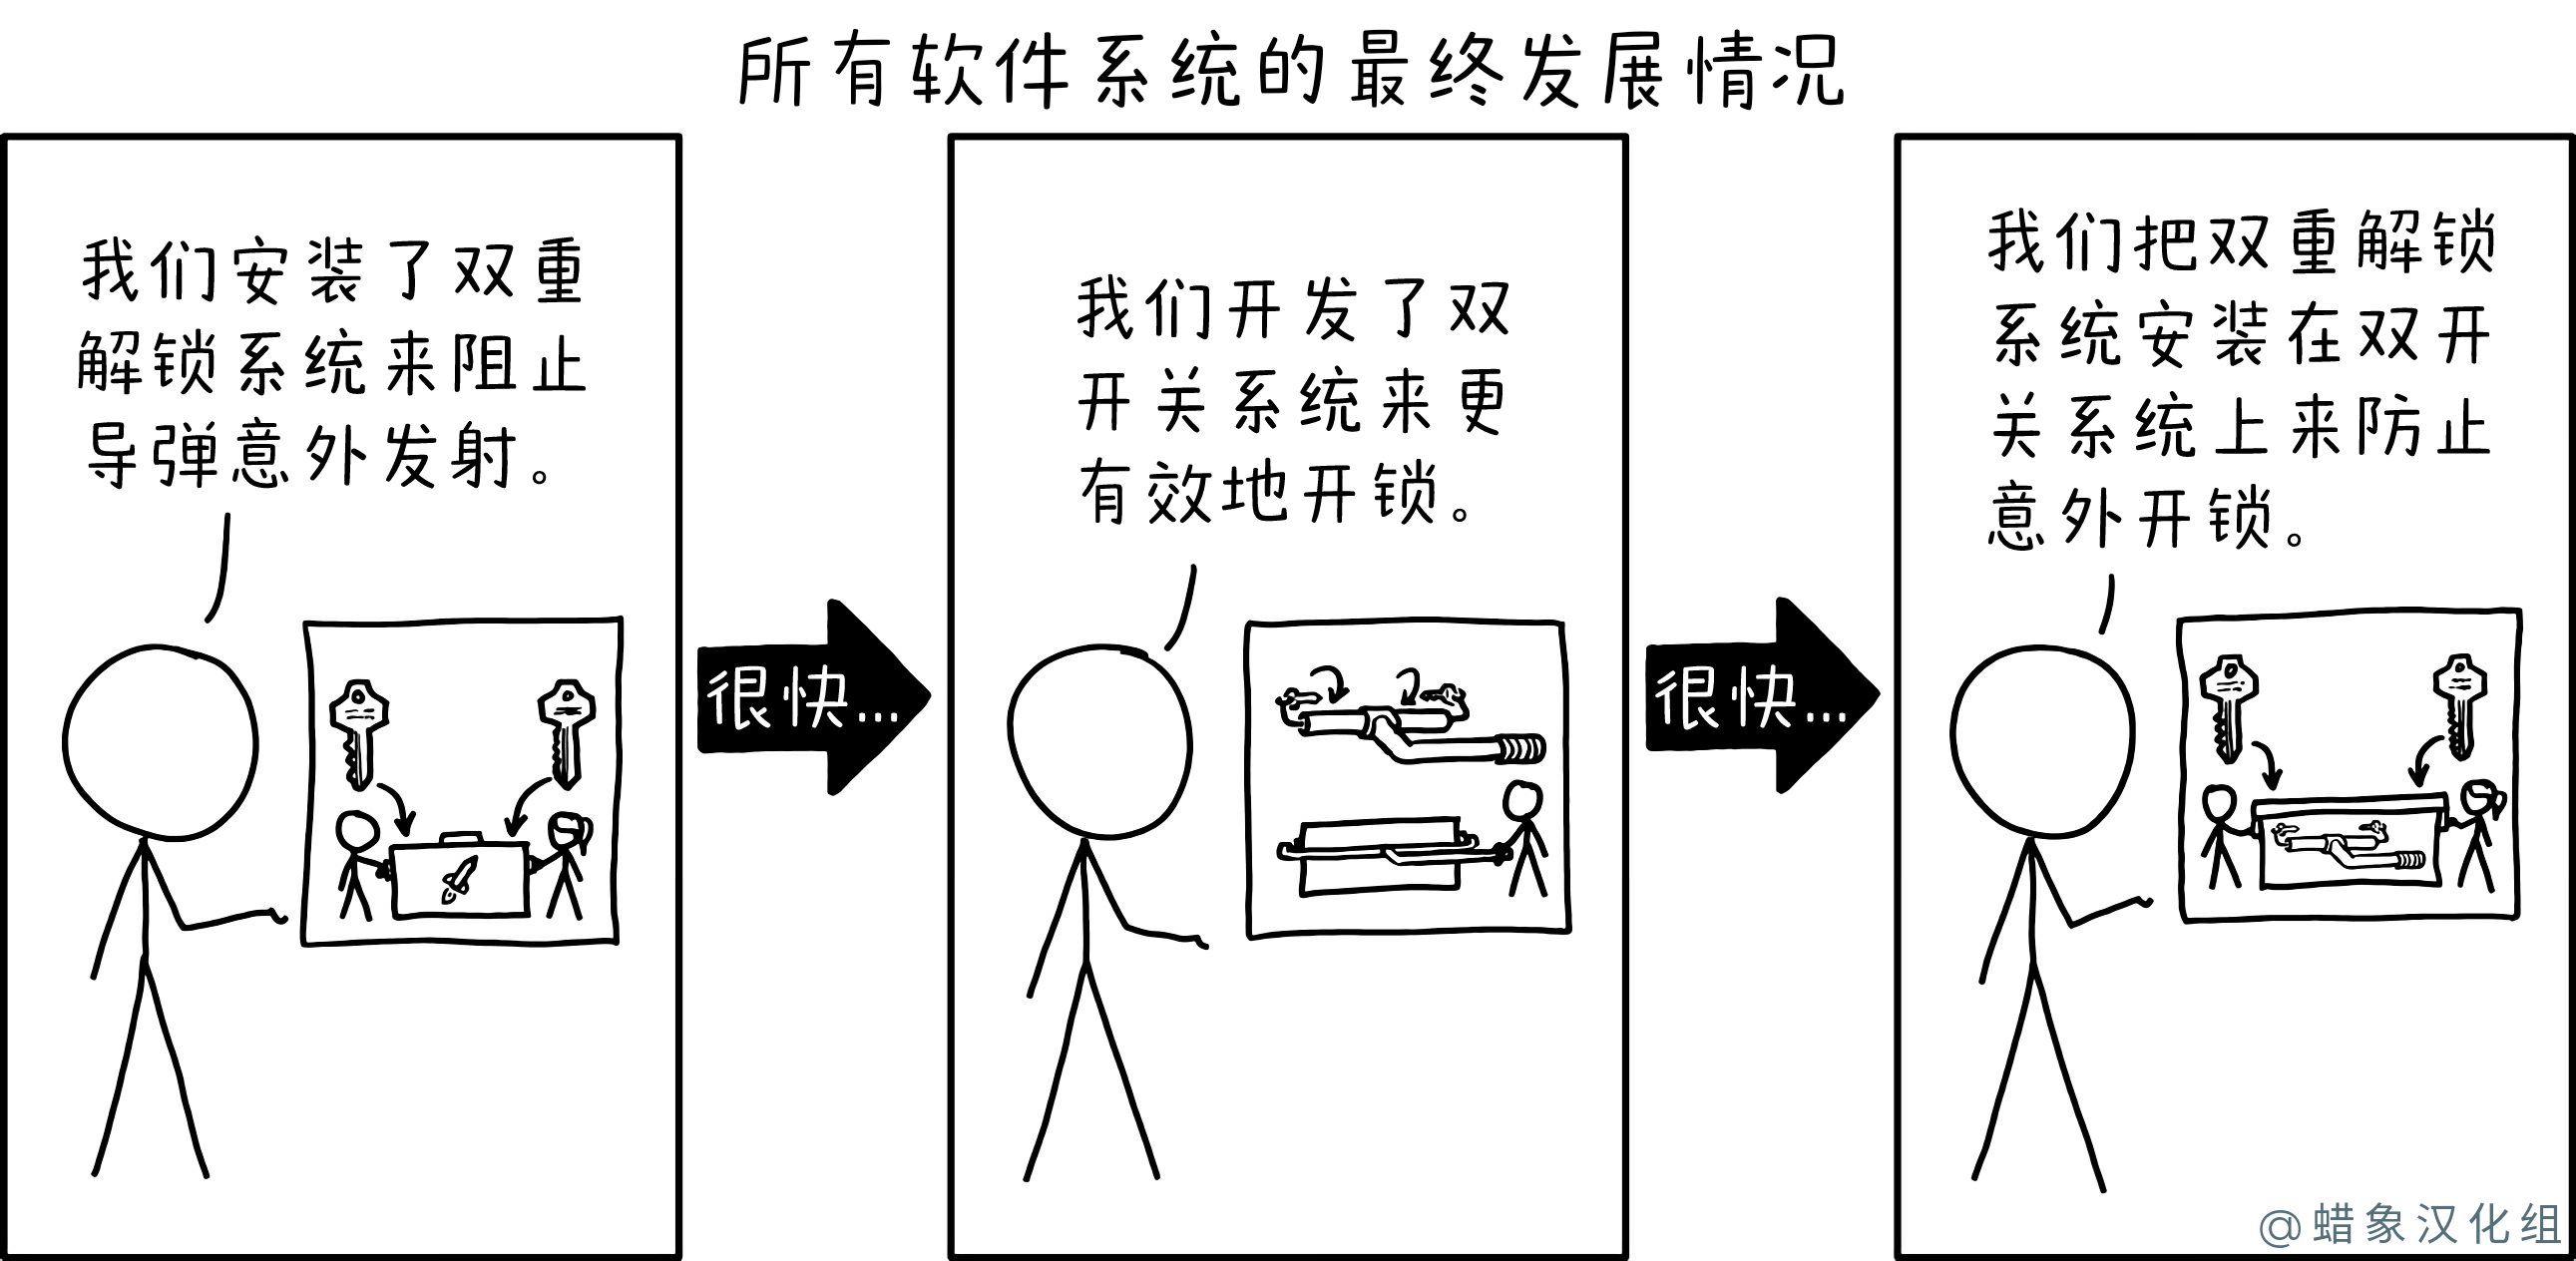 所有软件系统的最终发展情况
我们安装了双重
解锁系统来阻止
导弹意外发射。
很快...
我们开发了双
开关系统来更
有效地开锁。
很快...
我们把双重解锁
系统安装在双开
关系统上来防止
意外开锁。
@蜡象汉化组